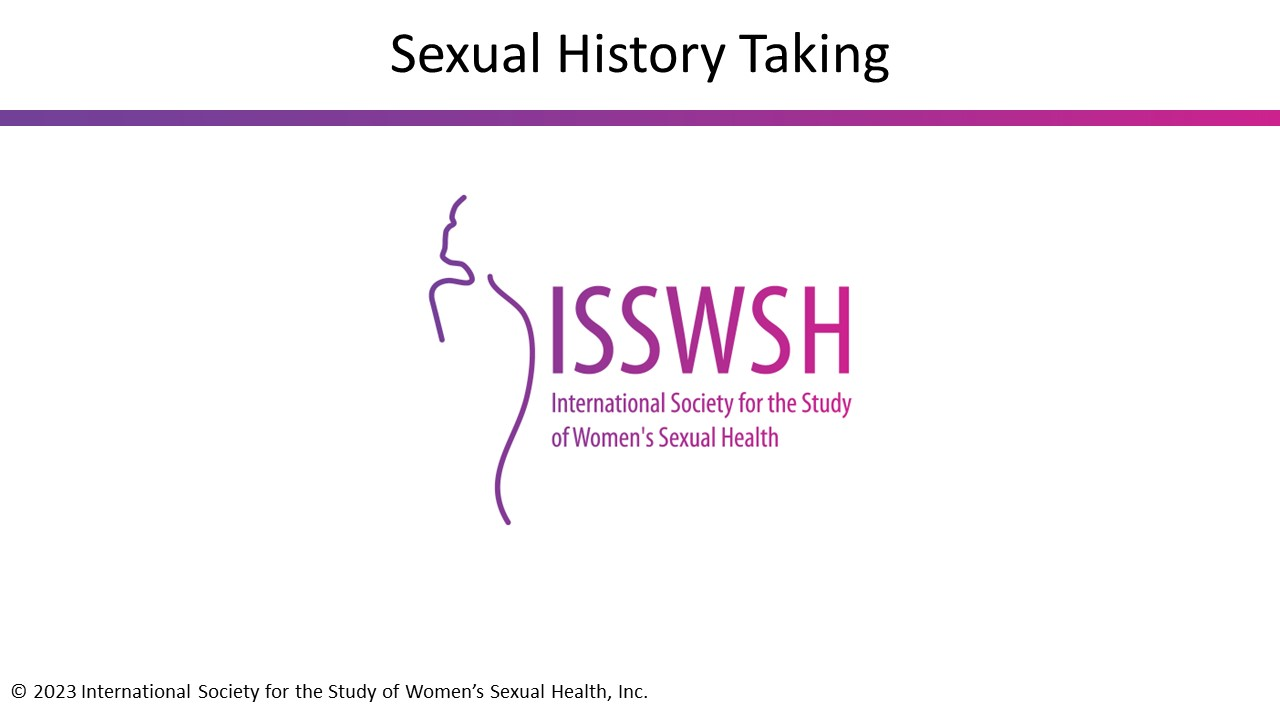 Sexual History Taking
ISSWSH
International Society for the Study
of Women's Sexual Health
© 2023 International Society for the Study of Women’s Sexual Health, Inc.